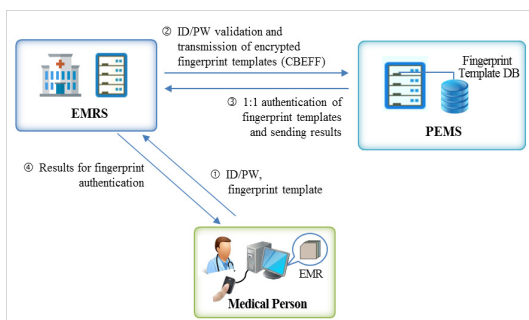 ② ID/PW validation and
transmission of encrypted
fingerprint templates (CBEFF)
EMRS
Fingerprint
Template DB
PEMS
③ 1:1 authentication of
fingerprint templates
and sending results
④ Results for fingerprint
authentication
① ID/PW,
fingerprint template
EMR
Medical Person